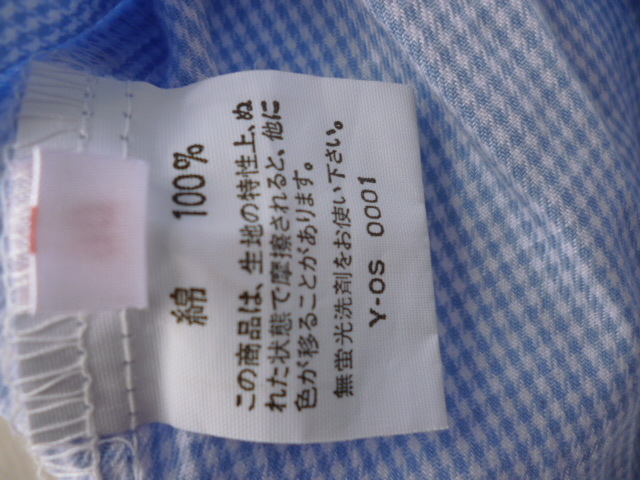 綿 100%
この商品は、生地の特性上、ぬ
れた状態で摩擦されると、他に
色が移ることがあります。
無蛍光洗剤をお使い下さい。
Y-OS 0001